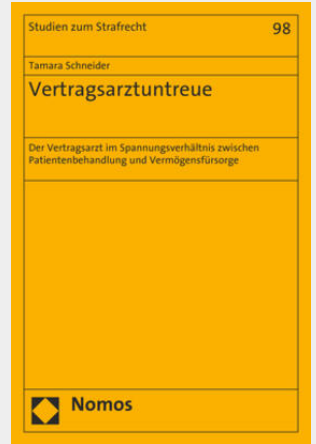 Studien zum Strafrecht 98
Tamara Schneider
Vertragsarztuntreue
Der Vertragsarzt im Spannungsverhältnis zwischen
Patientenbehandlung und Vermögensfürsorge
Nomos